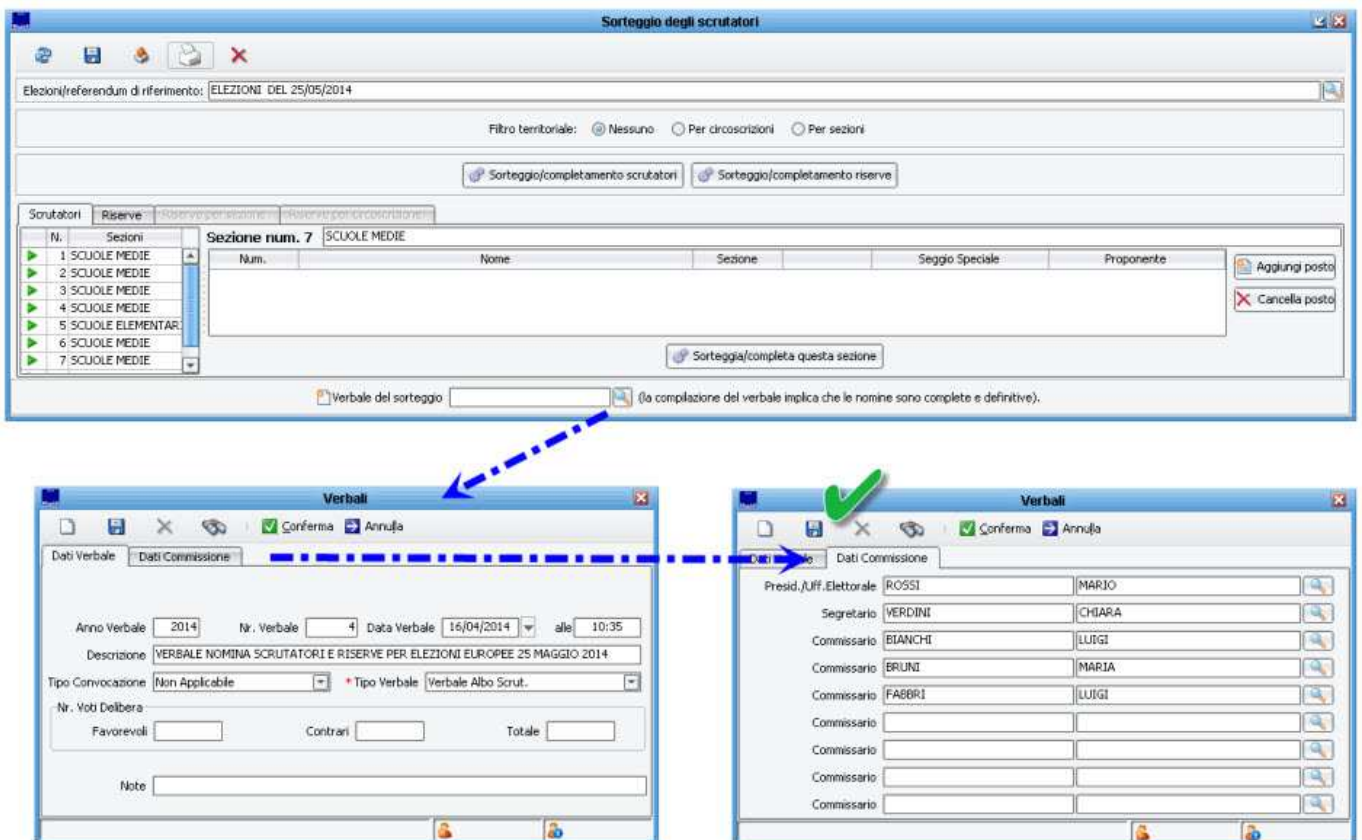 Sorteggio degli scrutatori
Elezioni/referendum di riferimento: ELEZIONI DEL 25/05/2014
Filtro territoriale: Nessuno Per circoscrizioni Per sezioni
Sorteggio/completamento scrutatori Sorteggio/completamento riserve
Scrutatori Riserve Riserve per sezione Riserve per circoscrizione
N. Sezioni Sezione num. 7 SCUOLE MEDIE
Num. Nome Sezione Seggio Speciale Proponente
1 SCUOLE MEDIE
2 SCUOLE MEDIE
3 SCUOLE MEDIE
4 SCUOLE MEDIE
5 SCUOLE ELEMENTAR
6 SCUOLE MEDIE
7 SCUOLE MEDIE
Aggiungi posto
Cancella posto
Sorteggia/completa questa sezione
Verbale del sorteggio (la compilazione del verbale implica che le nomine sono complete e definitive).
Verbali
Conferma Annulla
Dati Verbale Dati Commissione
Anno Verbale 2014 Nr. Verbale 4 Data Verbale 16/04/2014 alle 10:35
Descrizione VERBALE NOMINA SCRUTATORI E RISERVE PER ELEZIONI EUROPEE 25 MAGGIO 2014
Tipo Convocazione Non Applicabile * Tipo Verbale Verbale Albo Scrut.
Nr. Voti Delibera
Favorevoli Contrari Totale
Note
Verbali
Conferma Annulla
Dati Commissione
Presid./Uff.Elettorale ROSSI MARIO
Segretario VERDINI CHIARA
Commissario BIANCHI LUIGI
Commissario BRUNI MARIA
Commissario FABBRI LUIGI
Commissario
Commissario
Commissario
Commissario